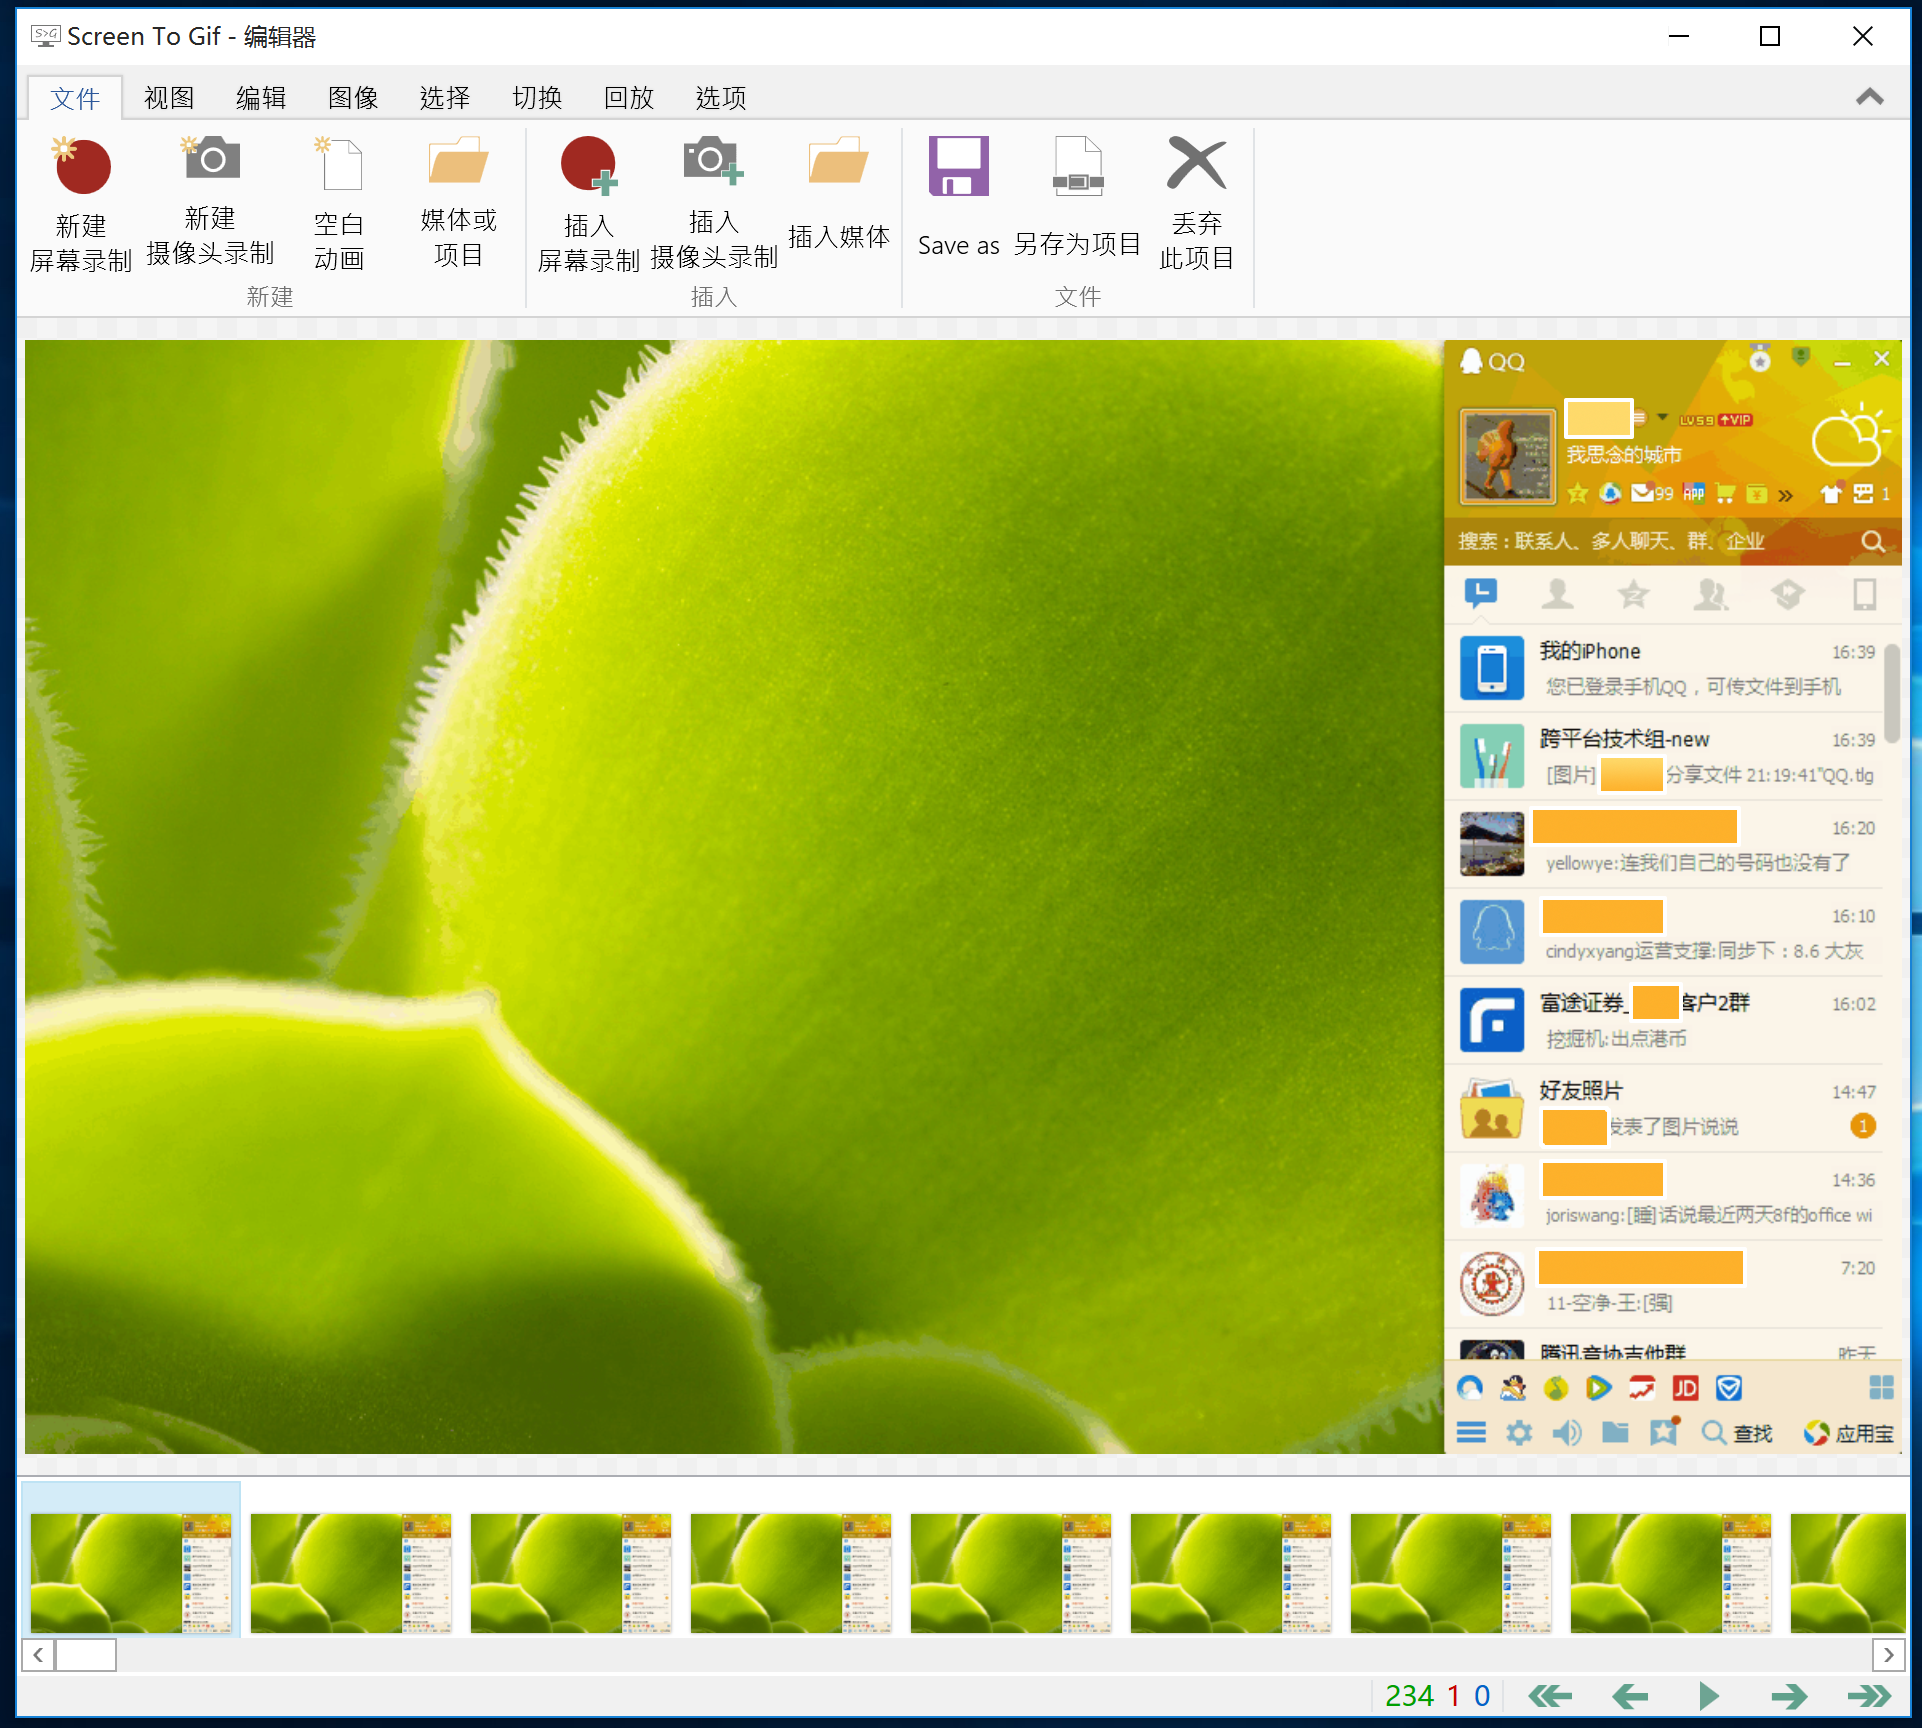 Screen To Gif - 编辑器
文件 视图 编辑 图像 选择 切换 回放 选项
新建
屏幕录制
新建
摄像头录制
空白
动画
媒体或
项目
新建
插入
屏幕录制
插入
摄像头录制
插入媒体
插入
Save as
另存为项目
丢弃
此项目
文件
QQ
LV59 VIP
我思念的城市
99 APP 1
搜索：联系人、多人聊天、群、企业
我的iPhone 16:39
您已登录手机QQ，可传文件到手机
跨平台技术组-new 16:39
[图片] 分享文件 21:19:41"QQ.tlg
16:20
yellowye:连我们自己的号码也没有了
16:10
cindyxyang运营支撑:同步下：8.6 大灰
富途证券_ 客户2群 16:02
挖掘机:出点港币
好友照片 14:47
发表了图片说说 1
14:36
joriswang:[睡]话说最近两天8f的office wi
7:20
11-空净-王:[强]
腾讯音协吉他群 昨天
JD
查找 应用宝
234 1 0